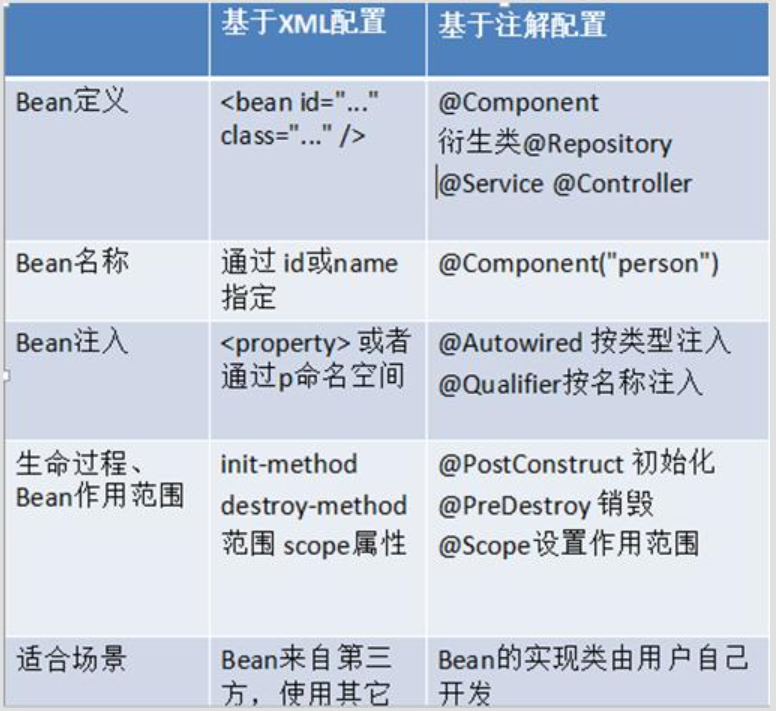 基于XML配置
基于注解配置
Bean定义
<bean id="..."
class="..." />
@Component
衍生类@Repository
@Service @Controller
Bean名称
通过 id或name
指定
@Component("person")
Bean注入
<property> 或者
通过p命名空间
@Autowired 按类型注入
@Qualifier按名称注入
生命过程、
Bean作用范围
init-method
destroy-method
范围 scope属性
@PostConstruct 初始化
@PreDestroy 销毁
@Scope设置作用范围
适合场景
Bean来自第三
方，使用其它
Bean的实现类由用户自己
开发